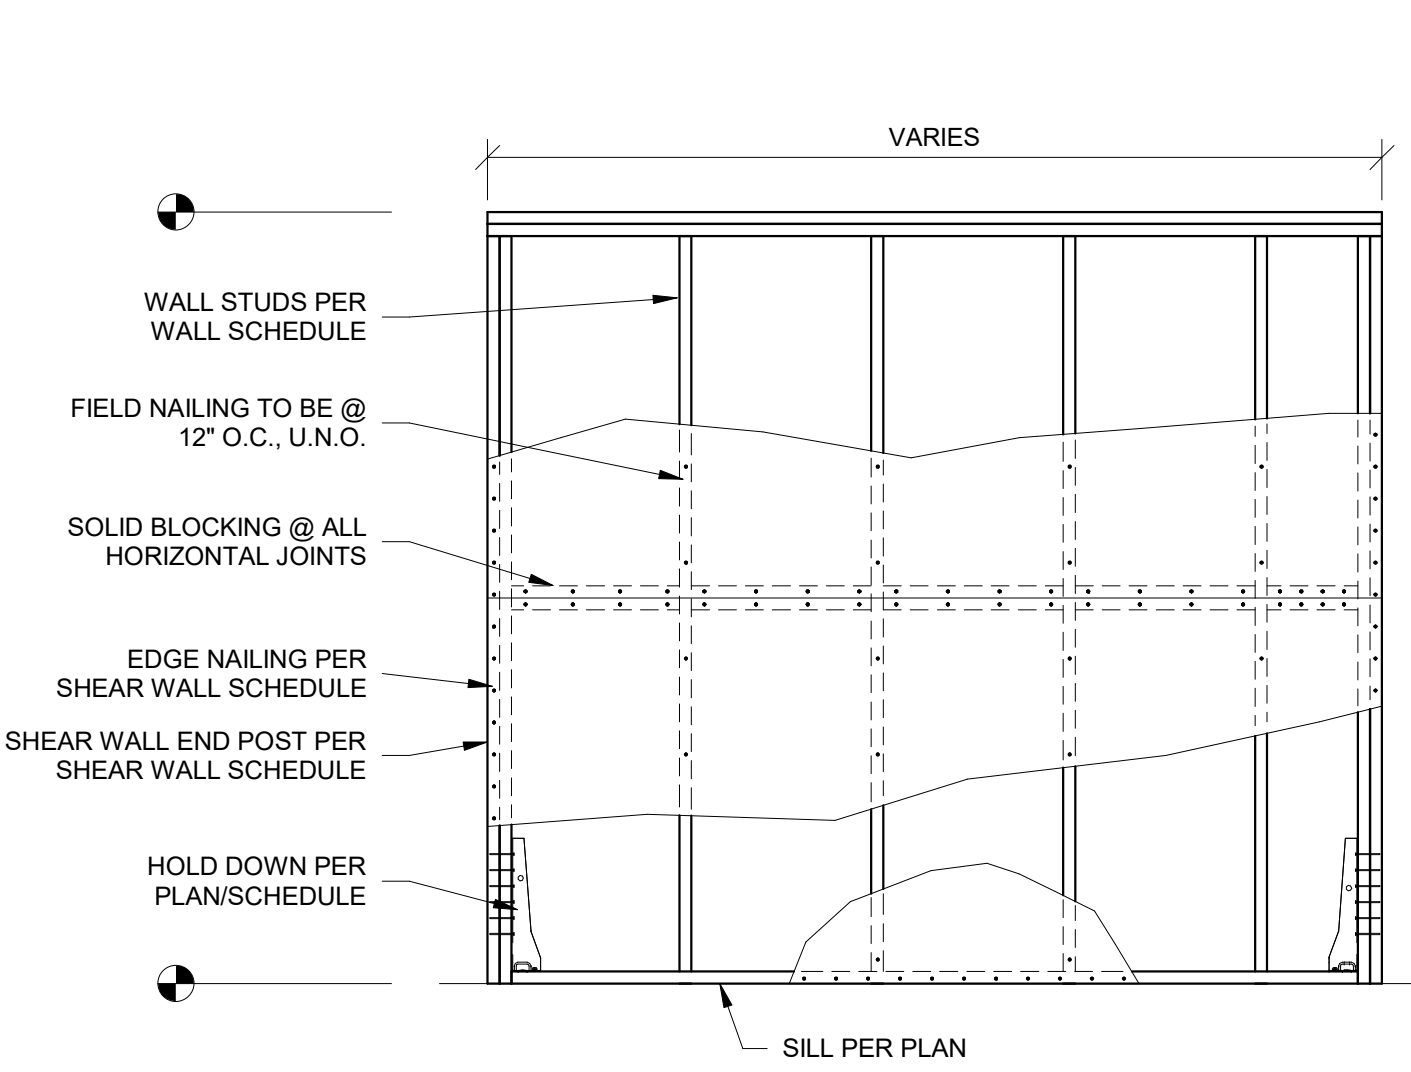 VARIES
WALL STUDS PER
WALL SCHEDULE
FIELD NAILING TO BE @
12" O.C., U.N.O.
SOLID BLOCKING @ ALL
HORIZONTAL JOINTS
EDGE NAILING PER
SHEAR WALL SCHEDULE
SHEAR WALL END POST PER
SHEAR WALL SCHEDULE
HOLD DOWN PER
PLAN/SCHEDULE
SILL PER PLAN